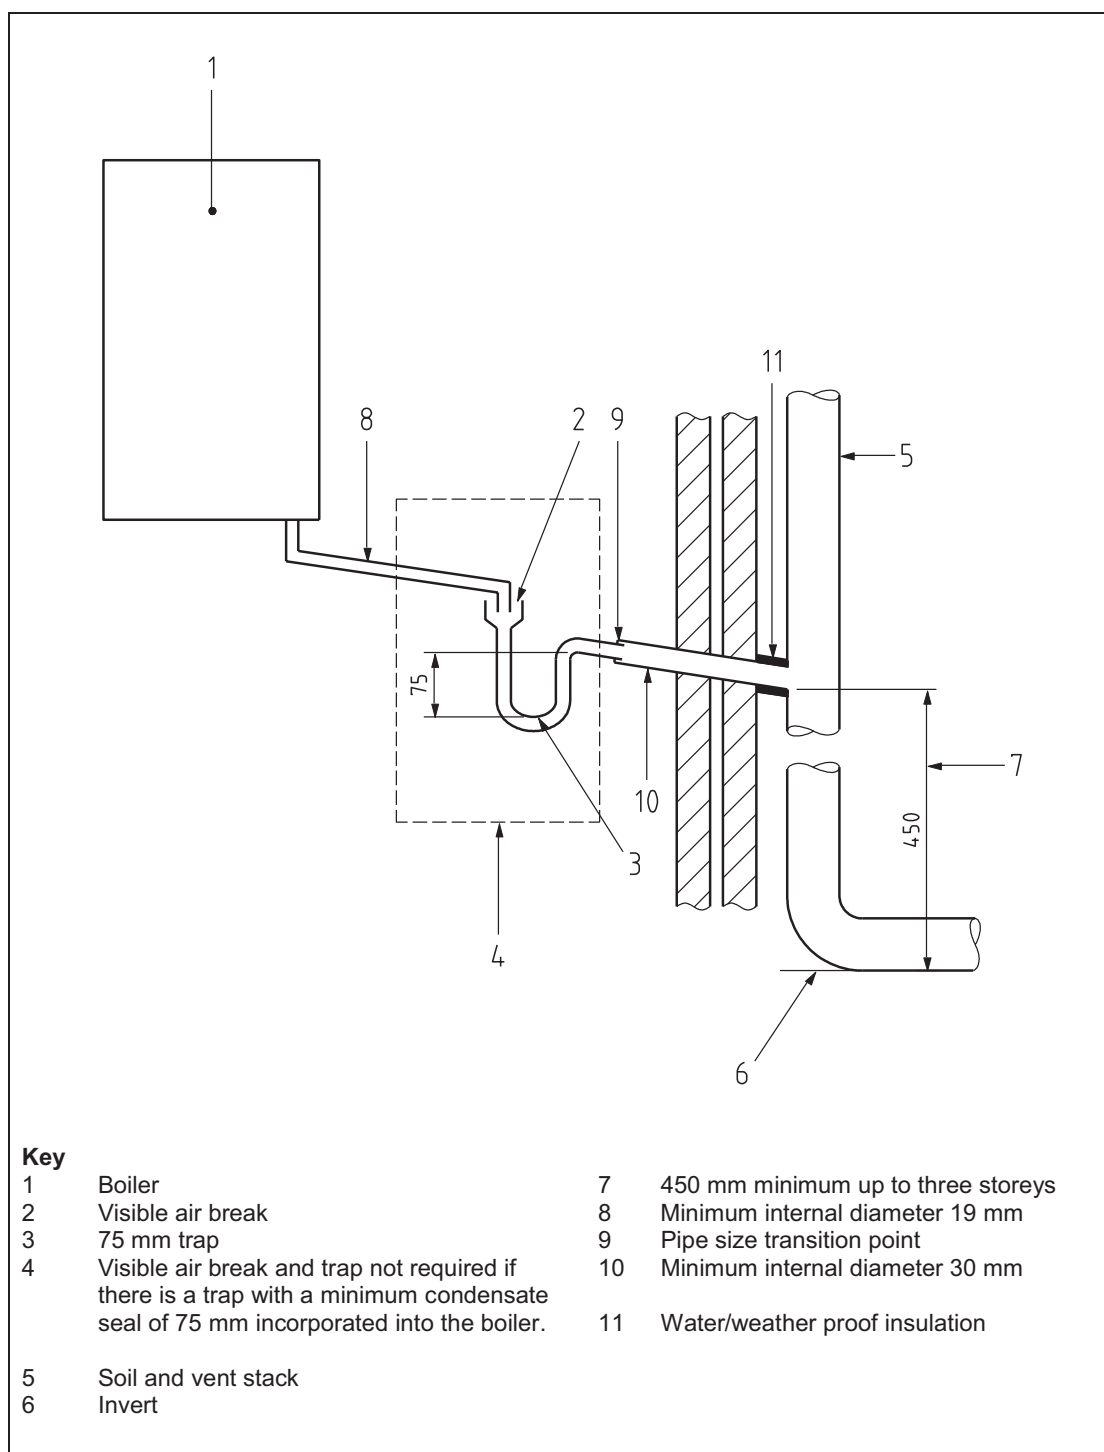 1
11
8
2
9
5
75
7
10
450
3
4
6
Key
1 Boiler
2 Visible air break
3 75 mm trap
4 Visible air break and trap not required if
there is a trap with a minimum condensate
seal of 75 mm incorporated into the boiler.
5 Soil and vent stack
6 Invert
7 450 mm minimum up to three storeys
8 Minimum internal diameter 19 mm
9 Pipe size transition point
10 Minimum internal diameter 30 mm
11 Water/weather proof insulation